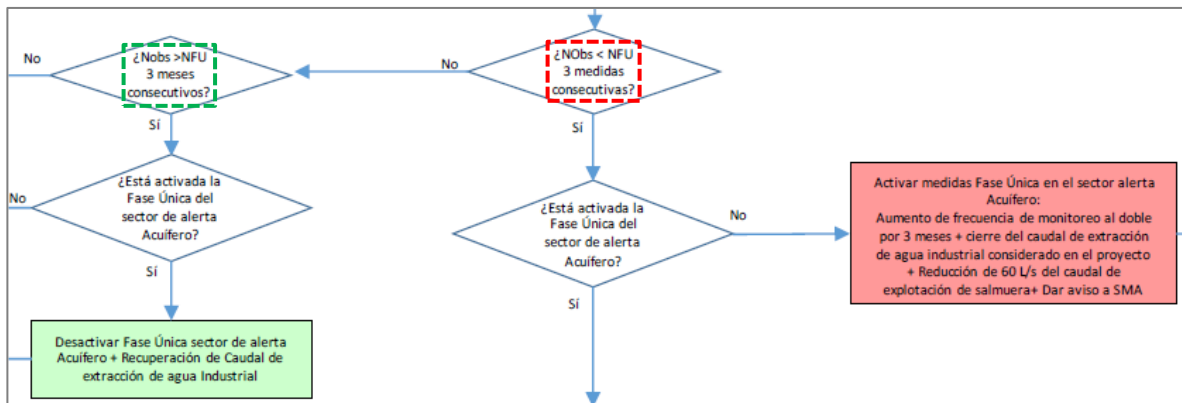 No
¿Nobs >NFU
3 meses
consecutivos?
No
¿NObs < NFU
3 medidas
consecutivas?
Sí
Sí
No
¿Está activada la
Fase Única del
sector de alerta
Acuífero?
Sí
¿Está activada la
Fase Única del
sector de alerta
Acuífero?
No
Sí
Activar medidas Fase Única en el sector alerta
Acuífero:
Aumento de frecuencia de monitoreo al doble
por 3 meses + cierre del caudal de extracción
de agua industrial considerado en el proyecto
+ Reducción de 60 L/s del caudal de
explotación de salmuera+ Dar aviso a SMA
Desactivar Fase Única sector de alerta
Acuífero + Recuperación de Caudal de
extracción de agua Industrial